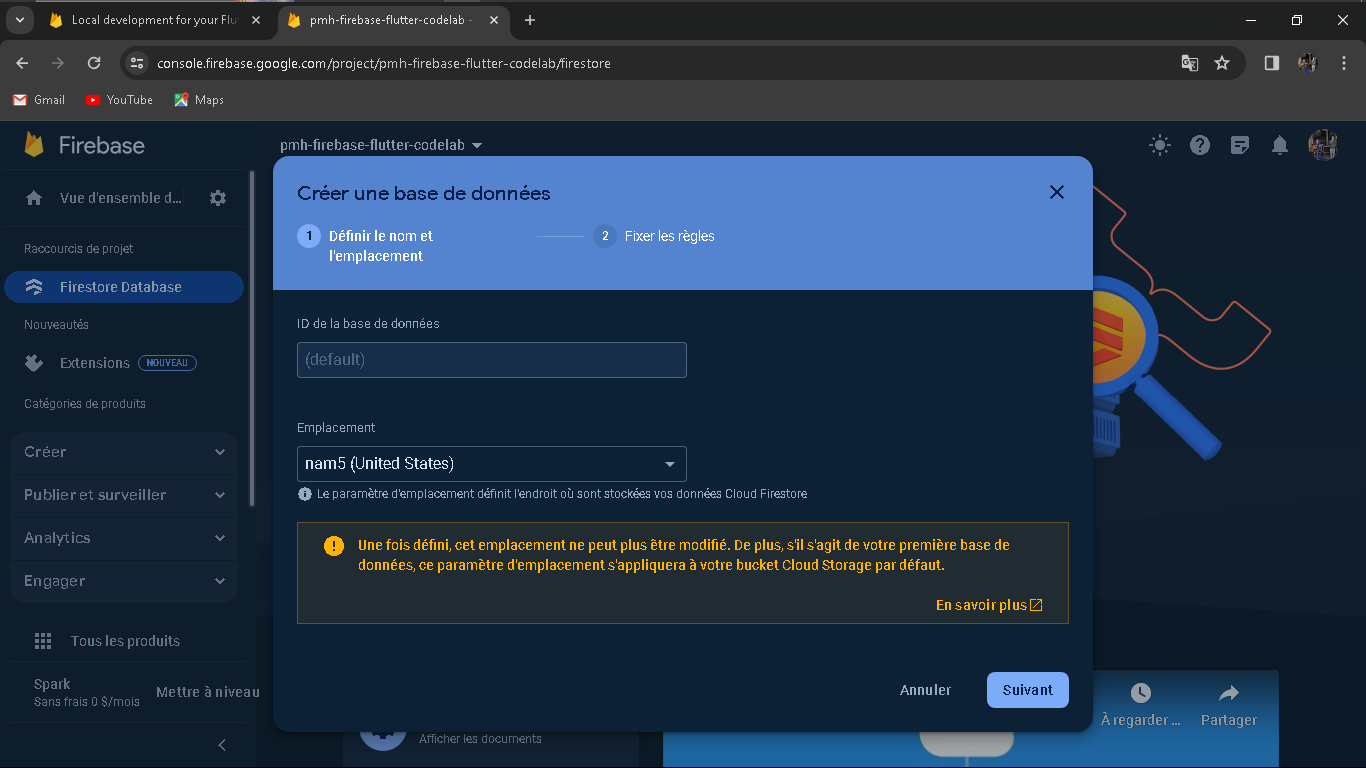 Local development for your Flu
pmh-firebase-flutter-codelab -
console.firebase.google.com/project/pmh-firebase-flutter-codelab/firestore
Gmail
YouTube
Maps
Firebase
pmh-firebase-flutter-codelab
Vue d'ensemble d...
Raccourcis de projet
Firestore Database
Nouveautés
Extensions
NOUVEAU
Catégories de produits
Créer
Publier et surveiller
Analytics
Engager
Tous les produits
Spark
Sans frais 0 $/mois
Mettre à niveau
Créer une base de données
1
Définir le nom et
l'emplacement
2
Fixer les règles
ID de la base de données
(default)
Emplacement
nam5 (United States)
Le paramètre d'emplacement définit l'endroit où sont stockées vos données Cloud Firestore
Une fois défini, cet emplacement ne peut plus être modifié. De plus, s'il s'agit de votre première base de
données, ce paramètre d'emplacement s'appliquera à votre bucket Cloud Storage par défaut.
En savoir plus
Annuler
Suivant
À regarder ...
Partager
Afficher les documents